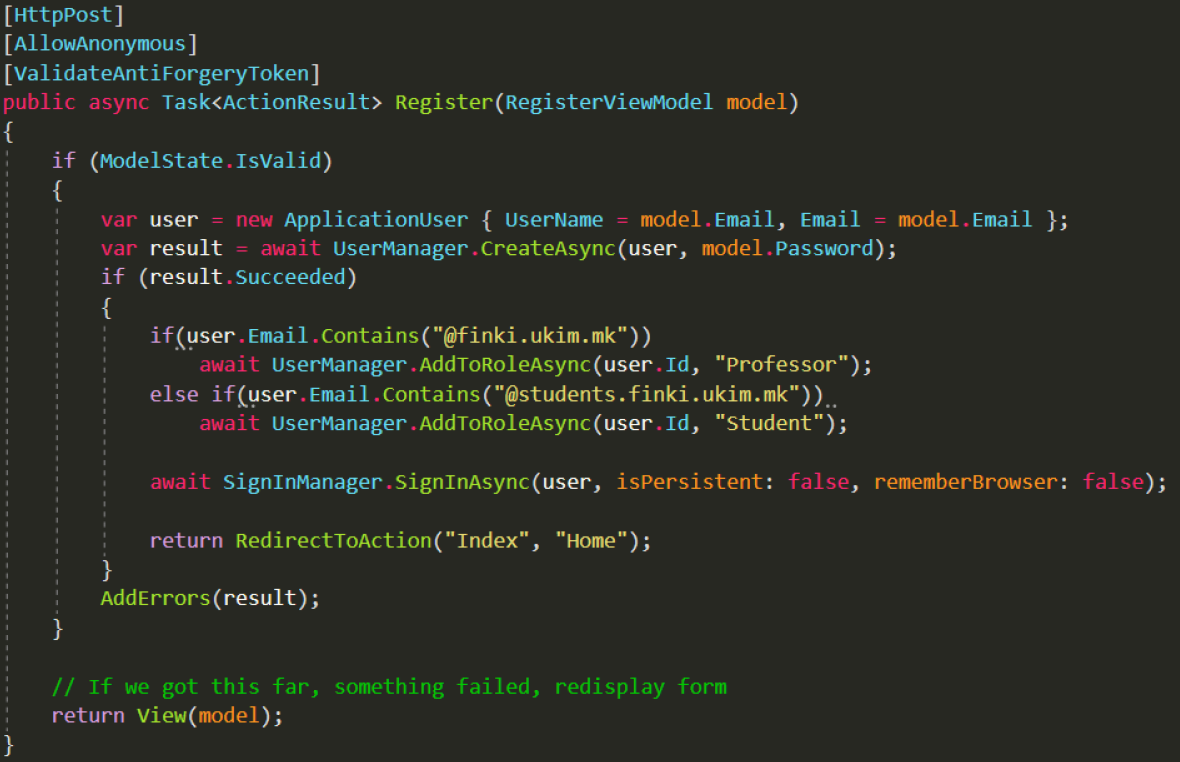 [HttpPost]
[AllowAnonymous]
[ValidateAntiForgeryToken]
public async Task<ActionResult> Register(RegisterViewModel model)
{
    if (ModelState.IsValid)
    {
        var user = new ApplicationUser { UserName = model.Email, Email = model.Email };
        var result = await UserManager.CreateAsync(user, model.Password);
        if (result.Succeeded)
        {
            if(user.Email.Contains("@finki.ukim.mk"))
                await UserManager.AddToRoleAsync(user.Id, "Professor");
            else if(user.Email.Contains("@students.finki.ukim.mk"))
                await UserManager.AddToRoleAsync(user.Id, "Student");

            await SignInManager.SignInAsync(user, isPersistent: false, rememberBrowser: false);

            return RedirectToAction("Index", "Home");
        }
        AddErrors(result);
    }

    // If we got this far, something failed, redisplay form
    return View(model);
}